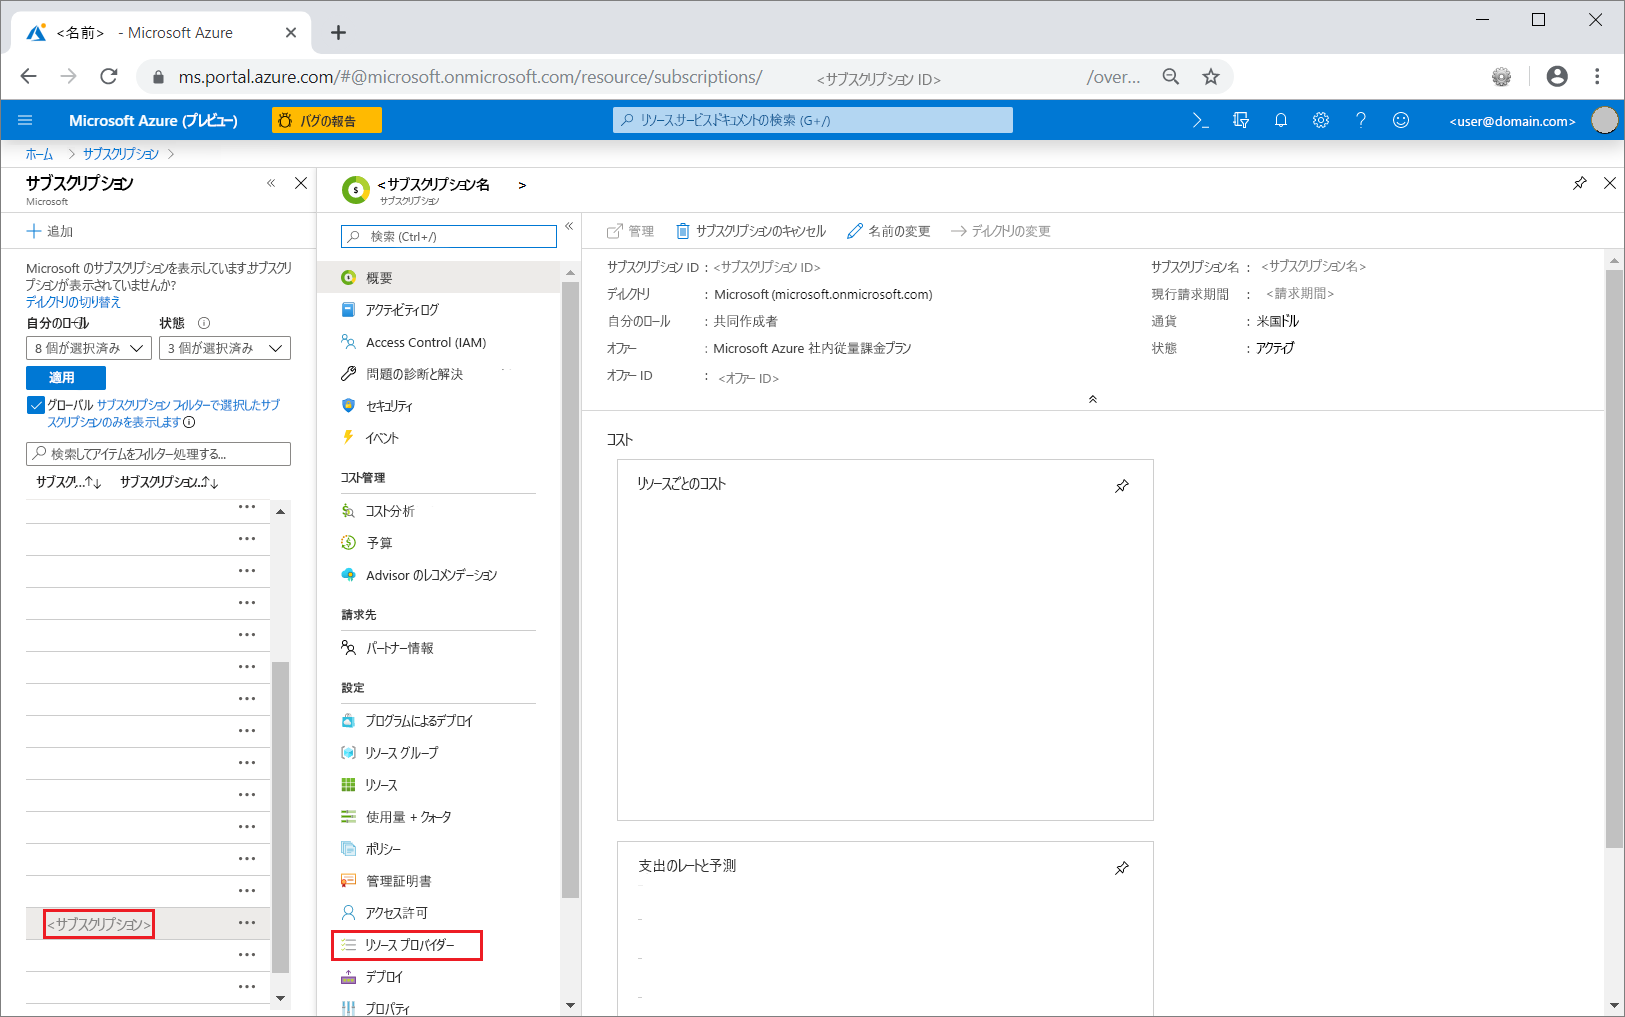 <名前> - Microsoft Azure
ms.portal.azure.com/#@microsoft.onmicrosoft.com/resource/subscriptions/ <サブスクリプション ID> /over...
Microsoft Azure (プレビュー)
バグの報告
リソース、サービス、ドキュメントの検索 (G+/)
<user@domain.com>
ホーム > サブスクリプション >
サブスクリプション
Microsoft
追加
Microsoft のサブスクリプションを表示しています。サブスクリ
プションが表示されていませんか?
ディレクトリの切り替え
自分のロール
状態
8 個が選択済み
3 個が選択済み
適用
グローバル サブスクリプション フィルターで選択したサブ
スクリプションのみを表示します
検索してアイテムをフィルター処理する...
サブスク...↑↓ サブスクリプション...↑↓
<サブスクリプション>
<サブスクリプション名 >
サブスクリプション
検索 (Ctrl+/)
概要
アクティビティ ログ
Access Control (IAM)
問題の診断と解決
セキュリティ
イベント
コスト管理
コスト分析
予算
Advisor のレコメンデーション
請求先
パートナー情報
設定
プログラムによるデプロイ
リソース グループ
リソース
使用量 + クォータ
ポリシー
管理証明書
アクセス許可
リソース プロバイダー
デプロイ
プロパティ
管理
サブスクリプションのキャンセル
名前の変更
ディレクトリの変更
サブスクリプション ID : <サブスクリプション ID>
ディレクトリ : Microsoft (microsoft.onmicrosoft.com)
自分のロール : 共同作成者
オファー : Microsoft Azure 社内従量課金プラン
オファー ID : <オファー ID>
サブスクリプション名 : <サブスクリプション名>
現行請求期間 : <請求期間>
通貨 : 米国ドル
状態 : アクティブ
コスト
リソースごとのコスト
支出のレートと予測